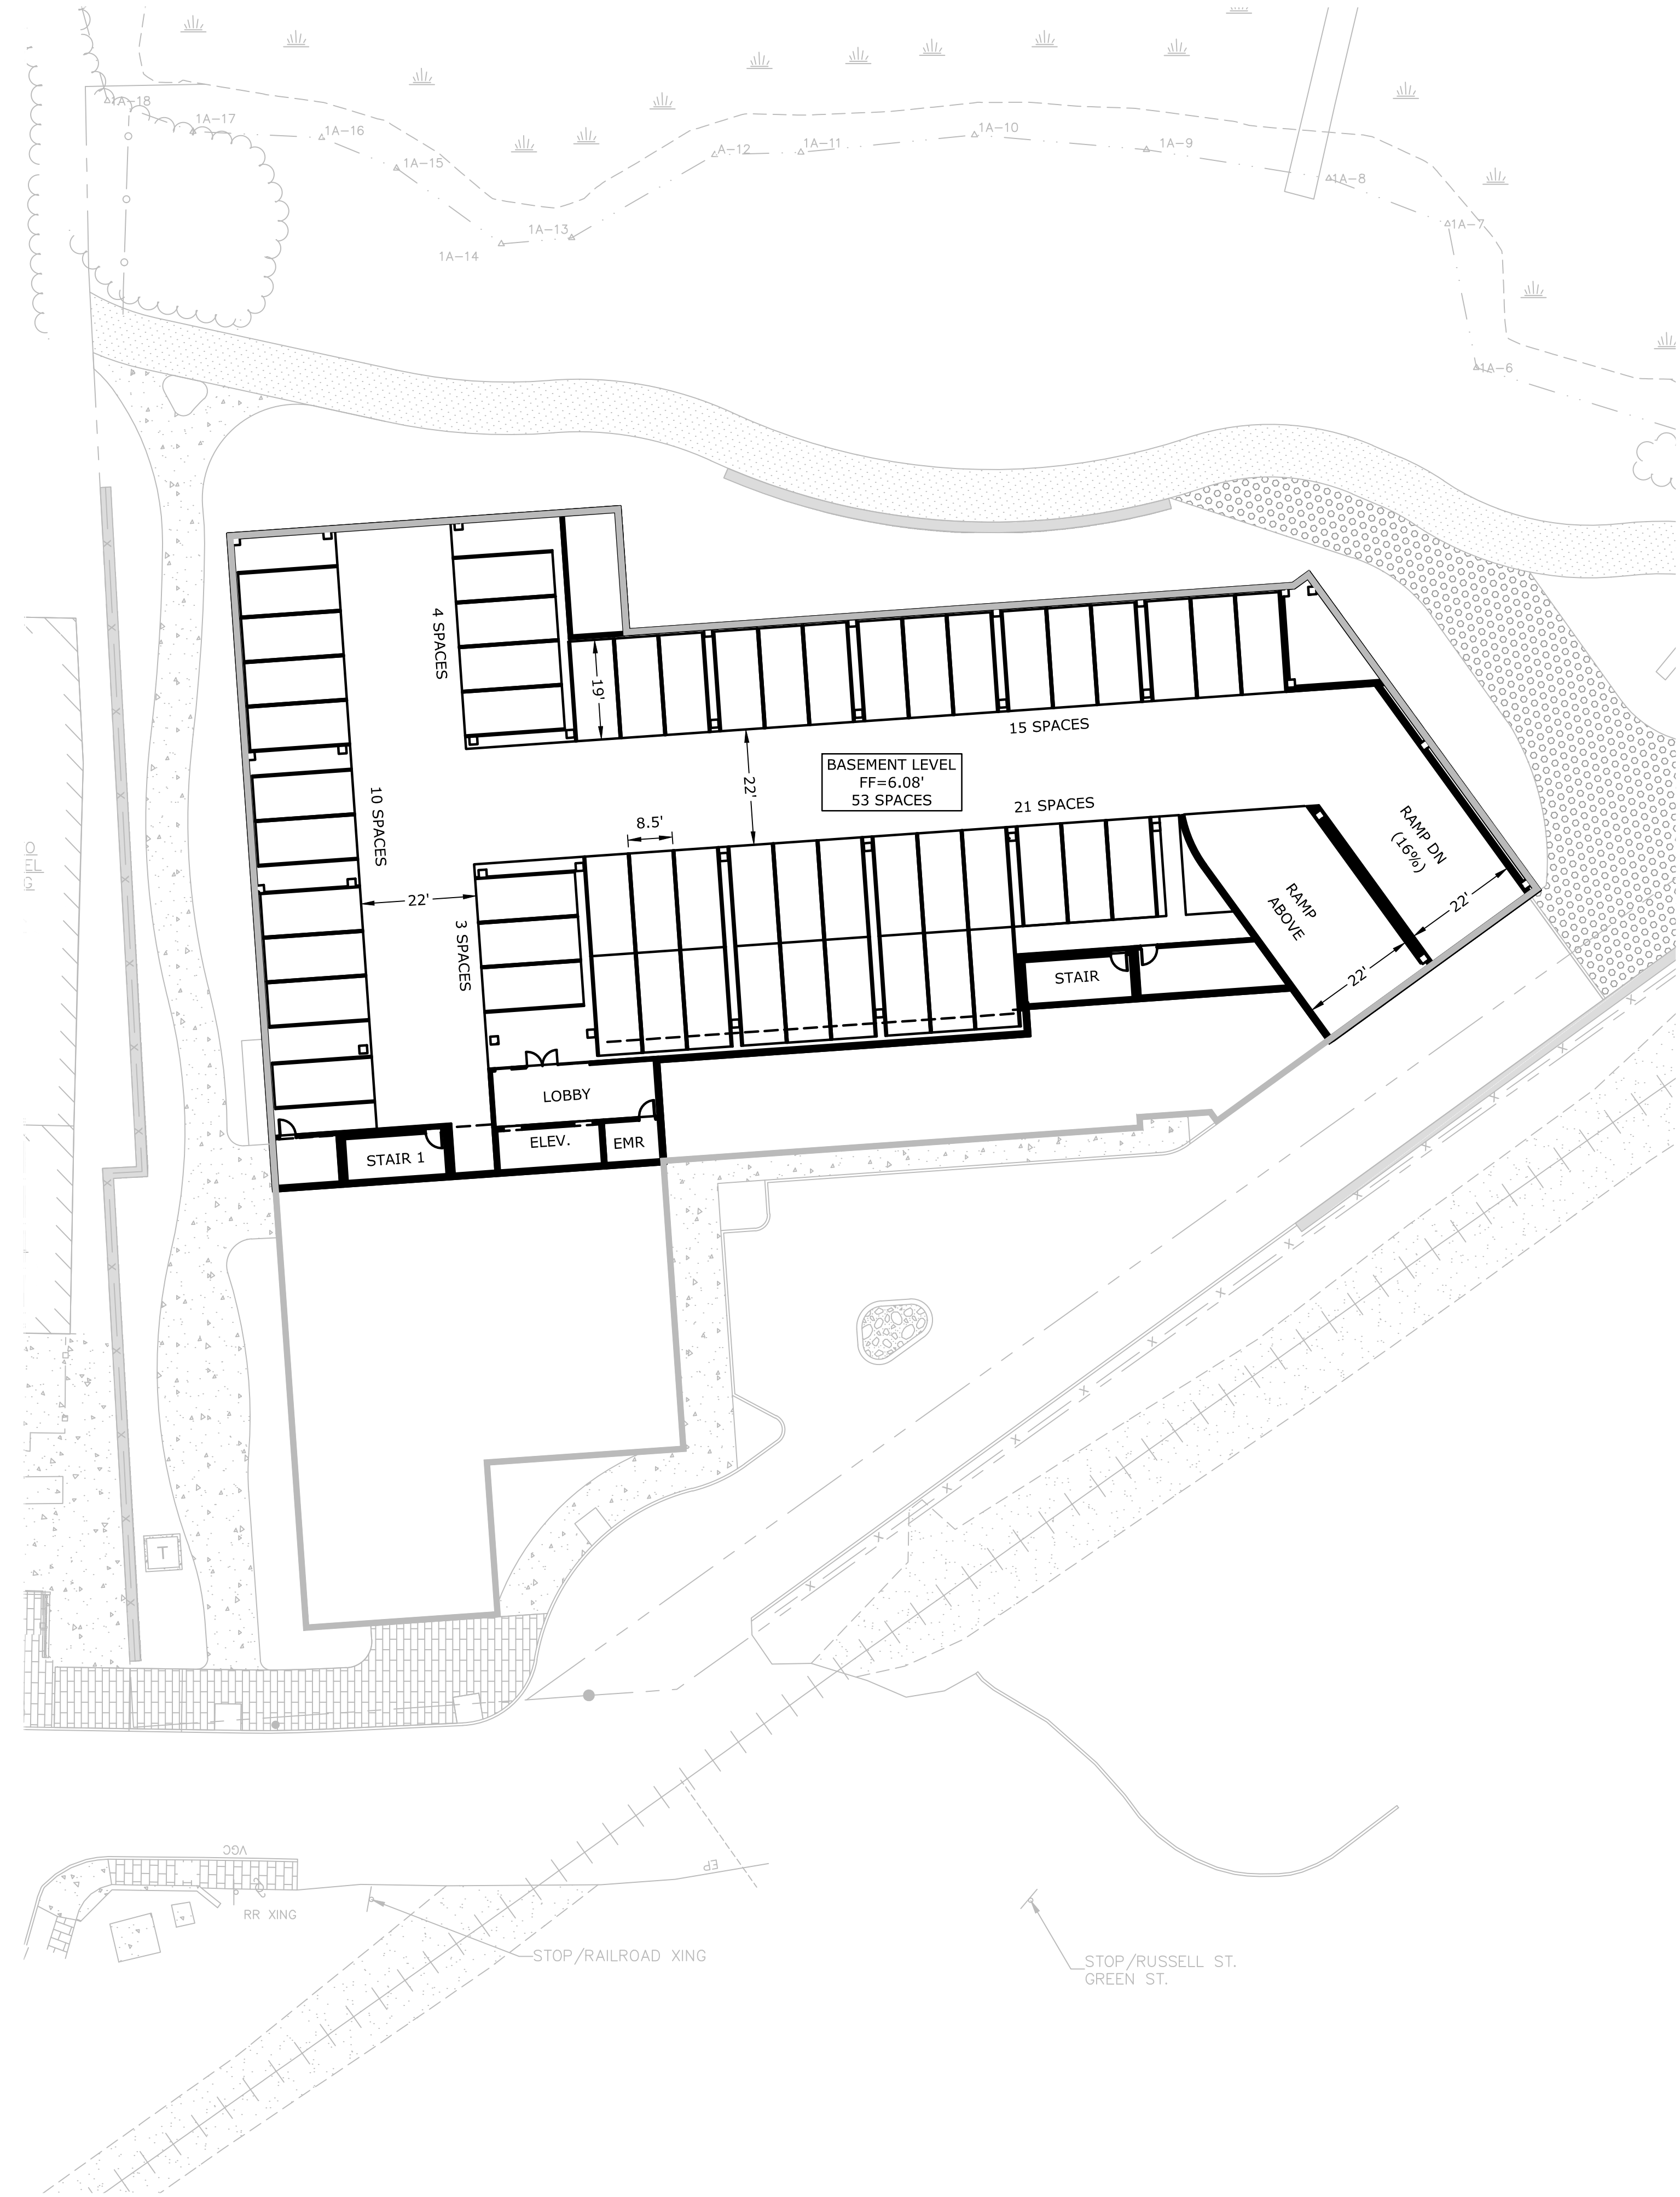 1A-18
1A-17
1A-16
1A-15
1A-14
1A-13
A-12
1A-11
1A-10
1A-9
1A-8
1A-7
1A-6
4 SPACES
19'
15 SPACES
BASEMENT LEVEL
FF=6.08'
53 SPACES
22'
21 SPACES
8.5'
10 SPACES
RAMP DN
(16%)
22'
3 SPACES
RAMP
ABOVE
22'
22'
STAIR
LOBBY
ELEV.
EMR
STAIR 1
O
EL
G
T
VGC
EP
RR XING
STOP/RAILROAD XING
STOP/RUSSELL ST.
GREEN ST.